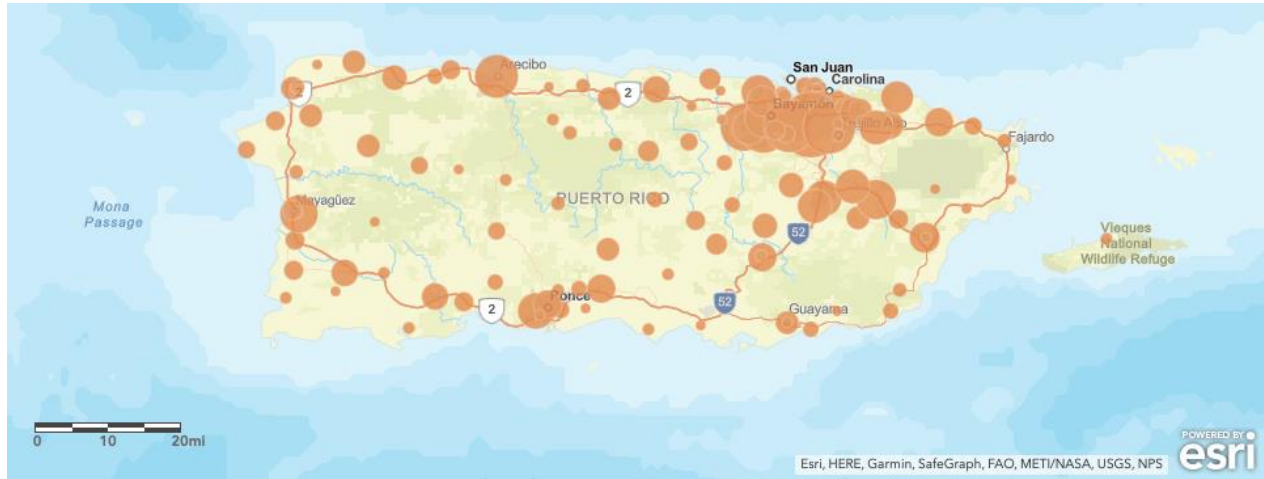 San Juan
Carolina
Arecibo
2
2
Bayamón
Trujillo Alto
Fajardo
PUERTO RICO
Mayagüez
Mona
Passage
52
Vieques
National
Wildlife Refuge
Ponce
2
52
Guayama
0 10 20mi
Esri, HERE, Garmin, SafeGraph, FAO, METI/NASA, USGS, NPS
POWERED BY
esri